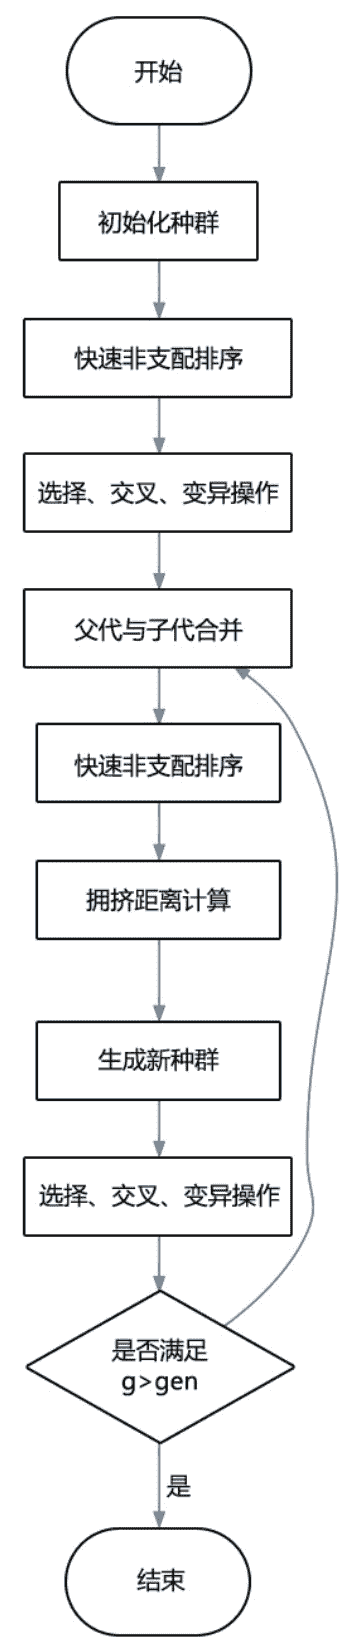 开始
初始化种群
快速非支配排序
选择、交叉、变异操作
父代与子代合并
快速非支配排序
拥挤距离计算
生成新种群
选择、交叉、变异操作
是否满足
g>gen
是
结束